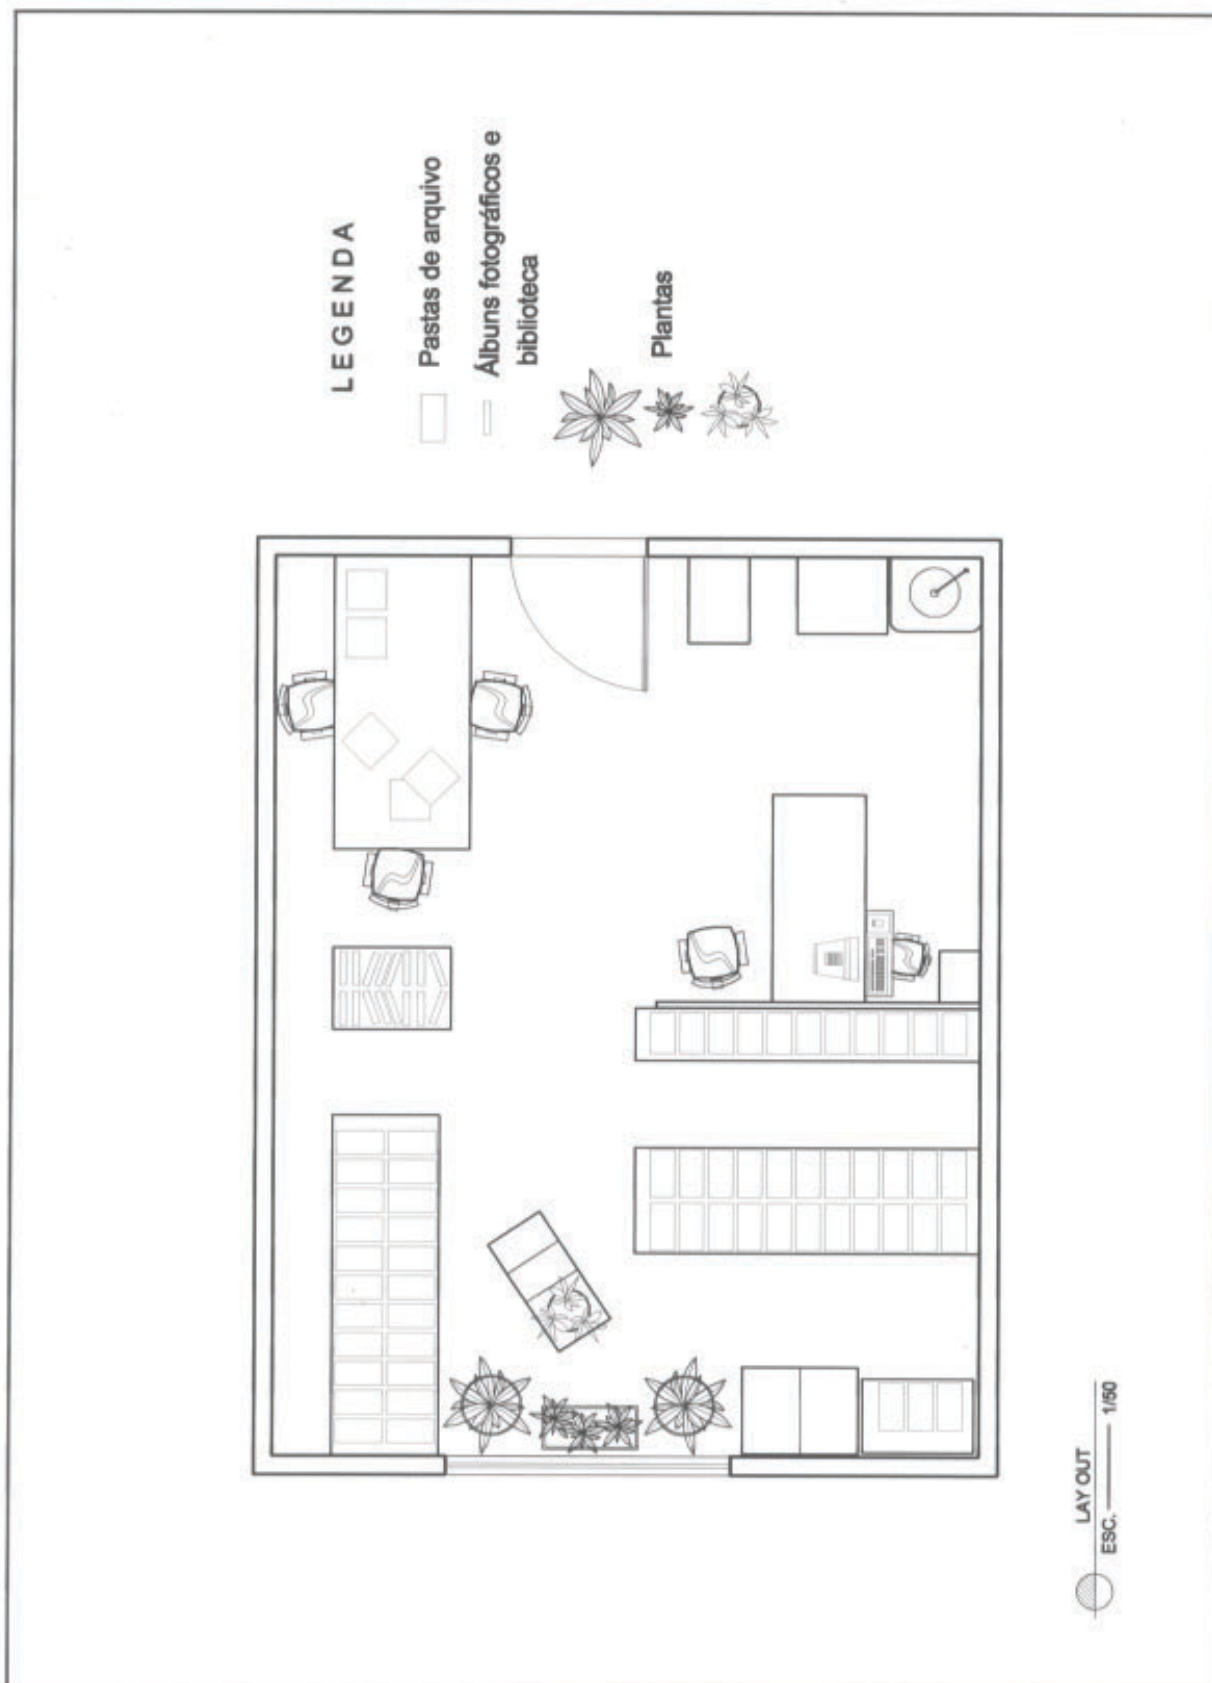 LEGENDA
Pastas de arquivo
Álbuns fotográficos e
biblioteca
Plantas
LAY OUT
ESC. 1/50